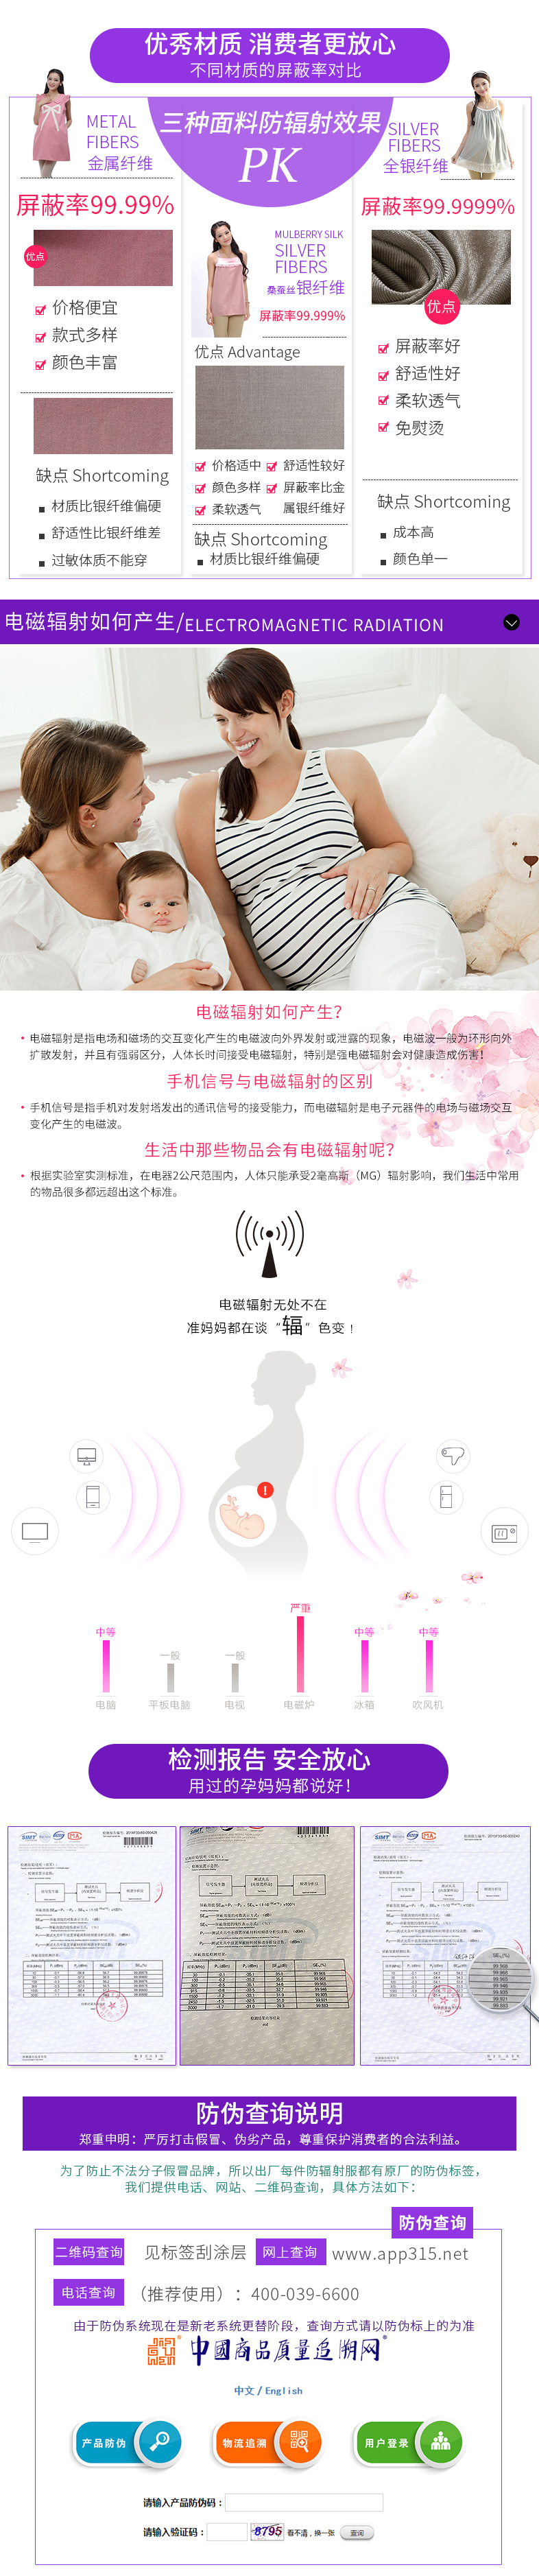 优秀材质 消费者更放心
不同材质的屏蔽率对比
三种面料防辐射效果
PK
METAL
FIBERS
金属纤维
屏蔽率99.99%
优点
价格便宜
款式多样
颜色丰富
缺点 Shortcoming
材质比银纤维偏硬
舒适性比银纤维差
过敏体质不能穿
MULBERRY SILK
SILVER
FIBERS
桑蚕丝银纤维
屏蔽率99.999%
优点 Advantage
价格适中
舒适性较好
颜色多样
屏蔽率比金
柔软透气
属银纤维好
缺点 Shortcoming
材质比银纤维偏硬
SILVER
FIBERS
全银纤维
屏蔽率99.9999%
优点
屏蔽率好
舒适性好
柔软透气
免熨烫
缺点 Shortcoming
成本高
颜色单一
电磁辐射如何产生/ELECTROMAGNETIC RADIATION
电磁辐射如何产生？
• 电磁辐射是指电场和磁场的交互变化产生的电磁波向外界发射或泄露的现象，电磁波一般为环形向外
扩散发射，并且有强弱区分，人体长时间接受电磁辐射，特别是强电磁辐射会对健康造成伤害！
手机信号与电磁辐射的区别
• 手机信号是指手机对发射塔发出的通讯信号的接受能力，而电磁辐射是电子元器件的电场与磁场交互
变化产生的电磁波。
生活中那些物品会有电磁辐射呢？
• 根据实验室实测标准，在电器2公尺范围内，人体只能承受2毫高斯（MG）辐射影响，我们生活中常用
的物品很多都远超出这个标准。
电磁辐射无处不在
准妈妈都在谈“辐”色变！
!
中等
一般
一般
严重
中等
中等
电脑
平板电脑
电视
电磁炉
冰箱
吹风机
检测报告 安全放心
用过的孕妈妈都说好！
防伪查询说明
郑重申明：严厉打击假冒、伪劣产品，尊重保护消费者的合法利益。
为了防止不法分子假冒品牌，所以出厂每件防辐射服都有原厂的防伪标签，
我们提供电话、网站、二维码查询，具体方法如下：
防伪查询
二维码查询 见标签刮涂层 网上查询 www.app315.net
电话查询 （推荐使用）：400-039-6600
由于防伪系统现在是新老系统更替阶段，查询方式请以防伪标上的为准
中国商品质量追溯网
中文 / English
产品防伪
物流追溯
用户登录
请输入产品防伪码：
请输入验证码： 8795 看不清，换一张 查询